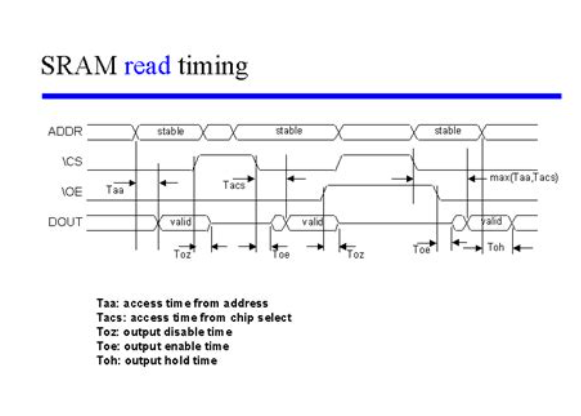 SRAM read timing
ADDR stable stable stable
\CS
Taa Tacs max(Taa,Tacs)
\OE
DOUT valid valid valid
Toz Toe Toz Toe Toh
Taa: access time from address
Tacs: access time from chip select
Toz: output disable time
Toe: output enable time
Toh: output hold time